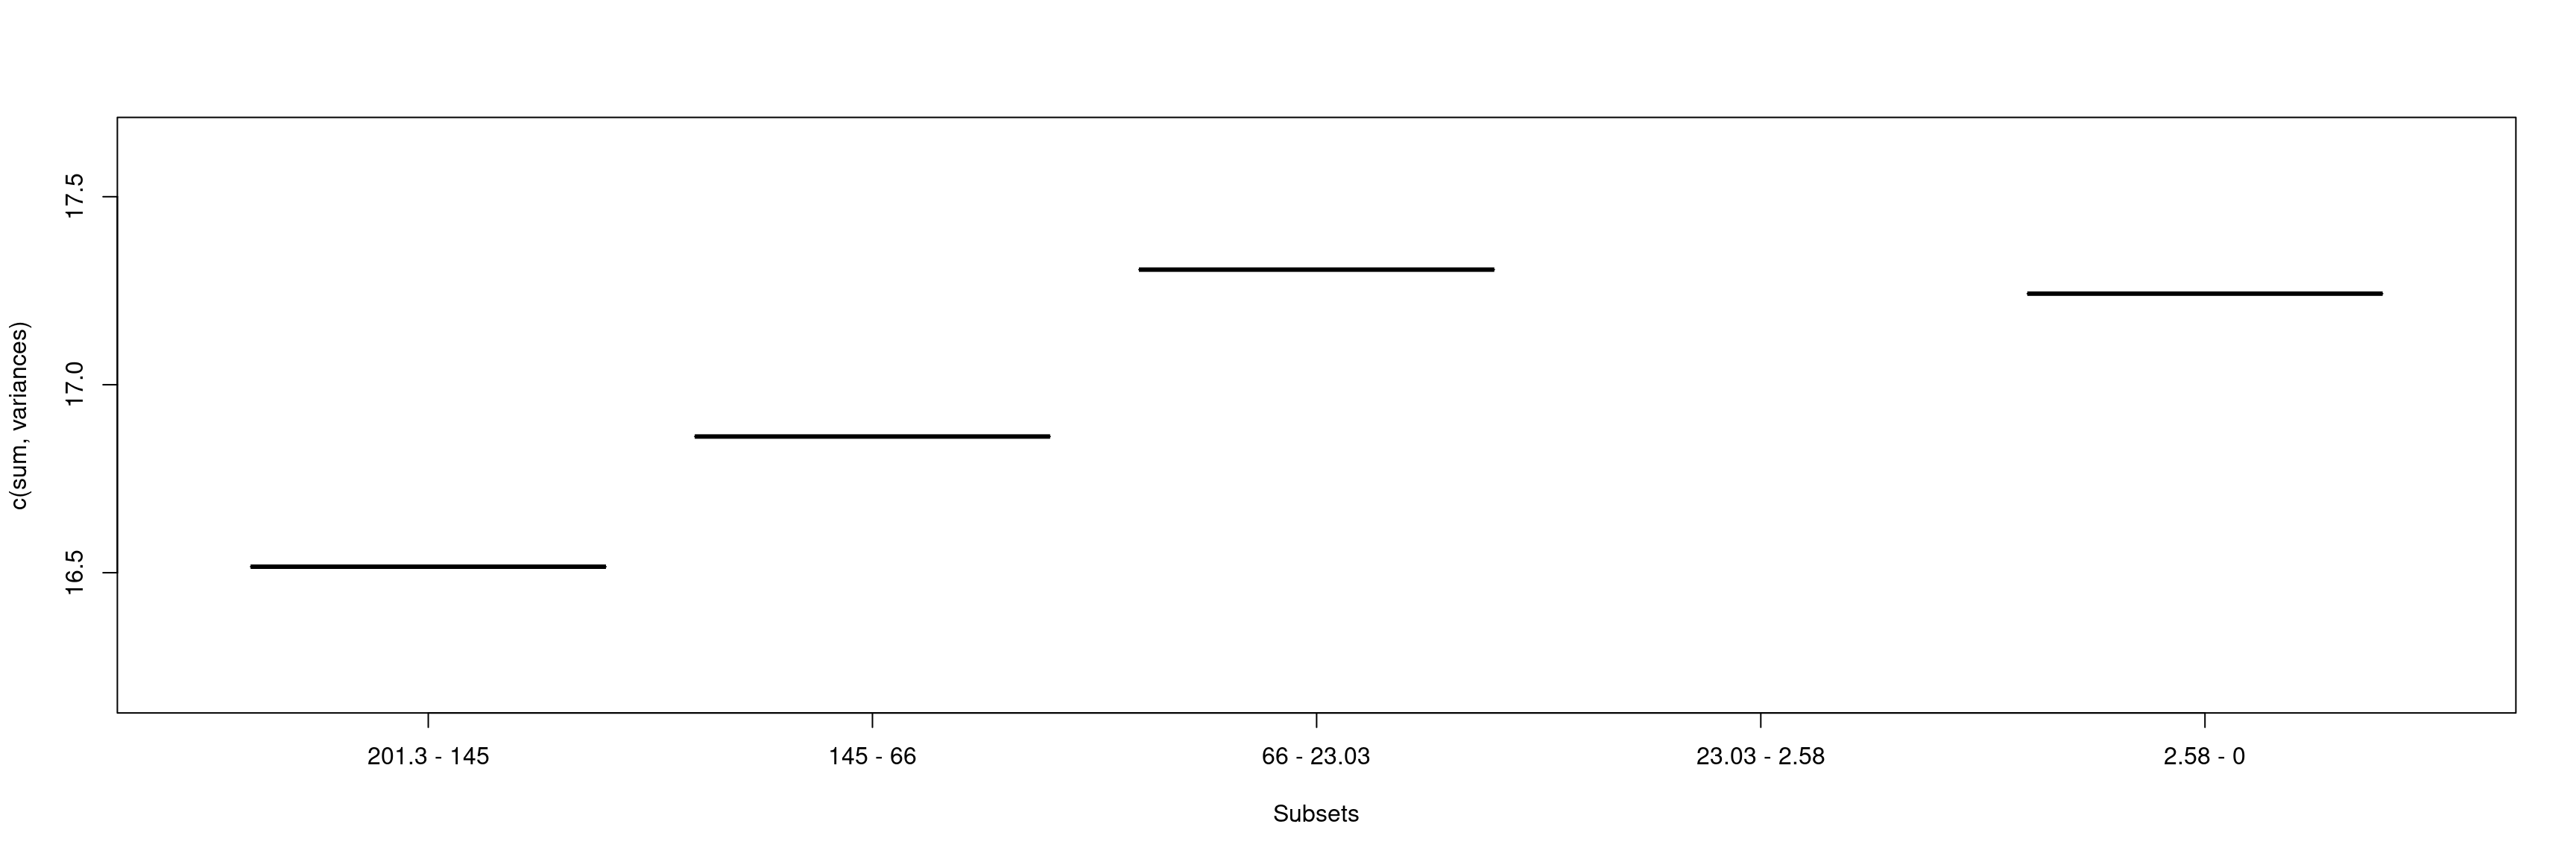 c(sum, variances)
17.5
17.0
16.5
201.3 - 145
145 - 66
66 - 23.03
23.03 - 2.58
2.58 - 0
Subsets